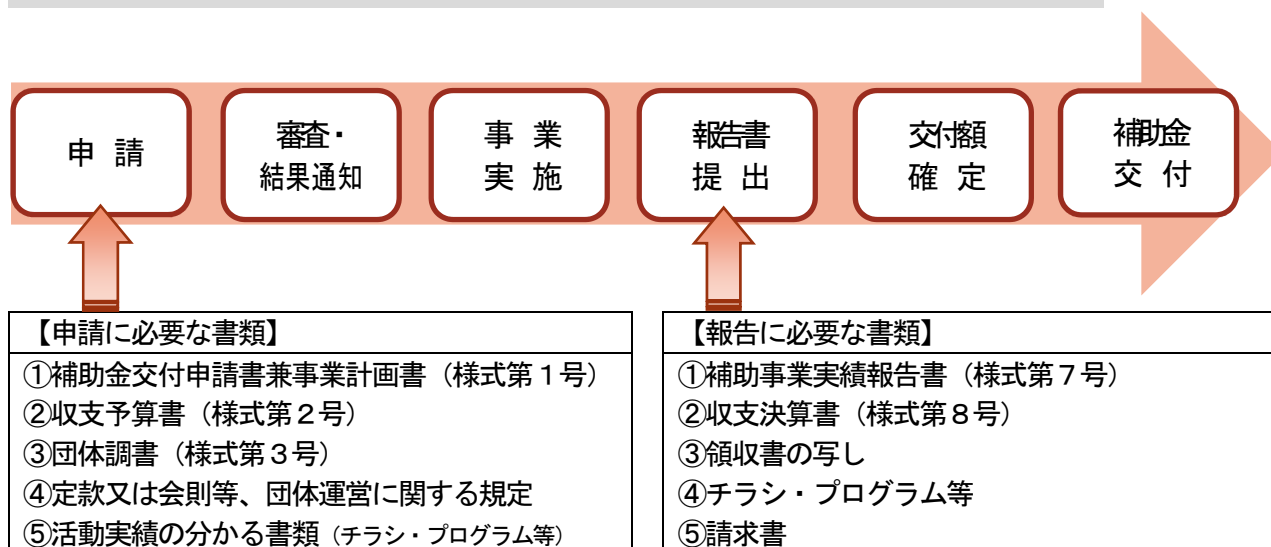 申 請
審査・
結果通知
事 業
実 施
報告書
提 出
交付額
確 定
補助金
交 付
【申請に必要な書類】
①補助金交付申請書兼事業計画書（様式第１号）
②収支予算書（様式第２号）
③団体調書（様式第３号）
④定款又は会則等、団体運営に関する規定
⑤活動実績の分かる書類（チラシ・プログラム等）
【報告に必要な書類】
①補助事業実績報告書（様式第７号）
②収支決算書（様式第８号）
③領収書の写し
④チラシ・プログラム等
⑤請求書